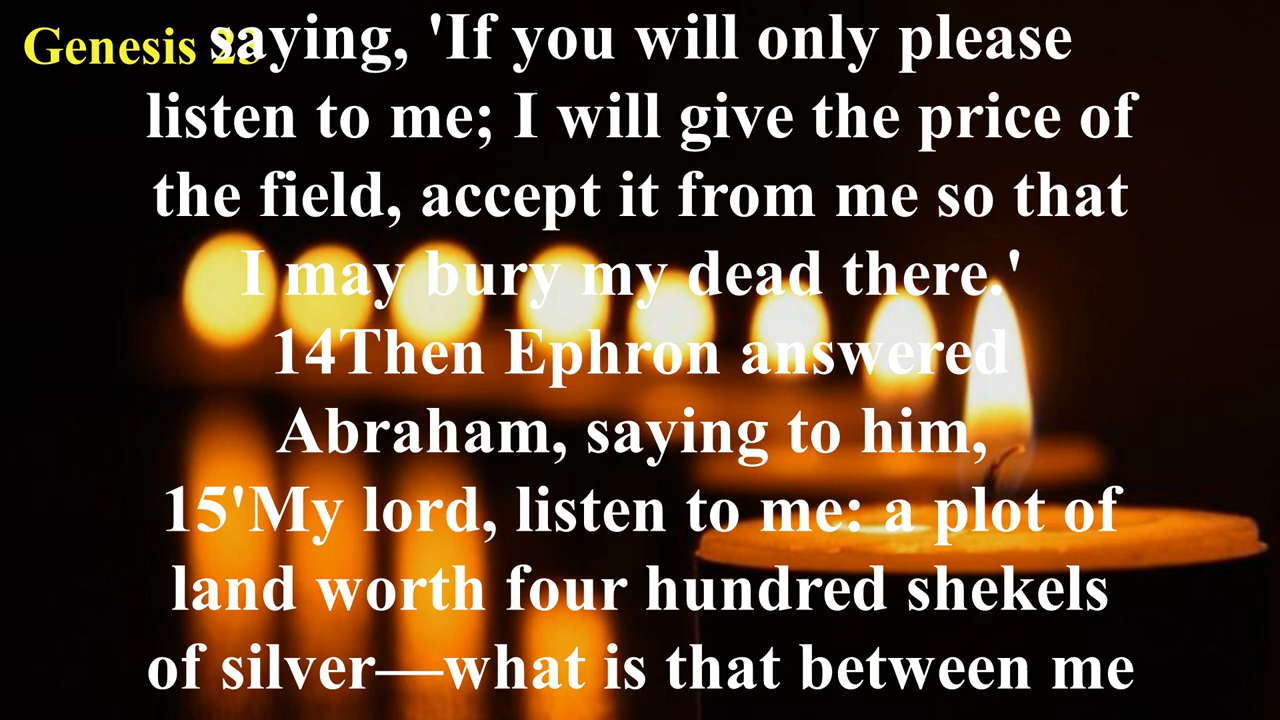 Genesis 23
saying, 'If you will only please
listen to me; I will give the price of
the field, accept it from me so that
I may bury my dead there.'
14Then Ephron answered
Abraham, saying to him,
15'My lord, listen to me: a plot of
land worth four hundred shekels
of silver—what is that between me